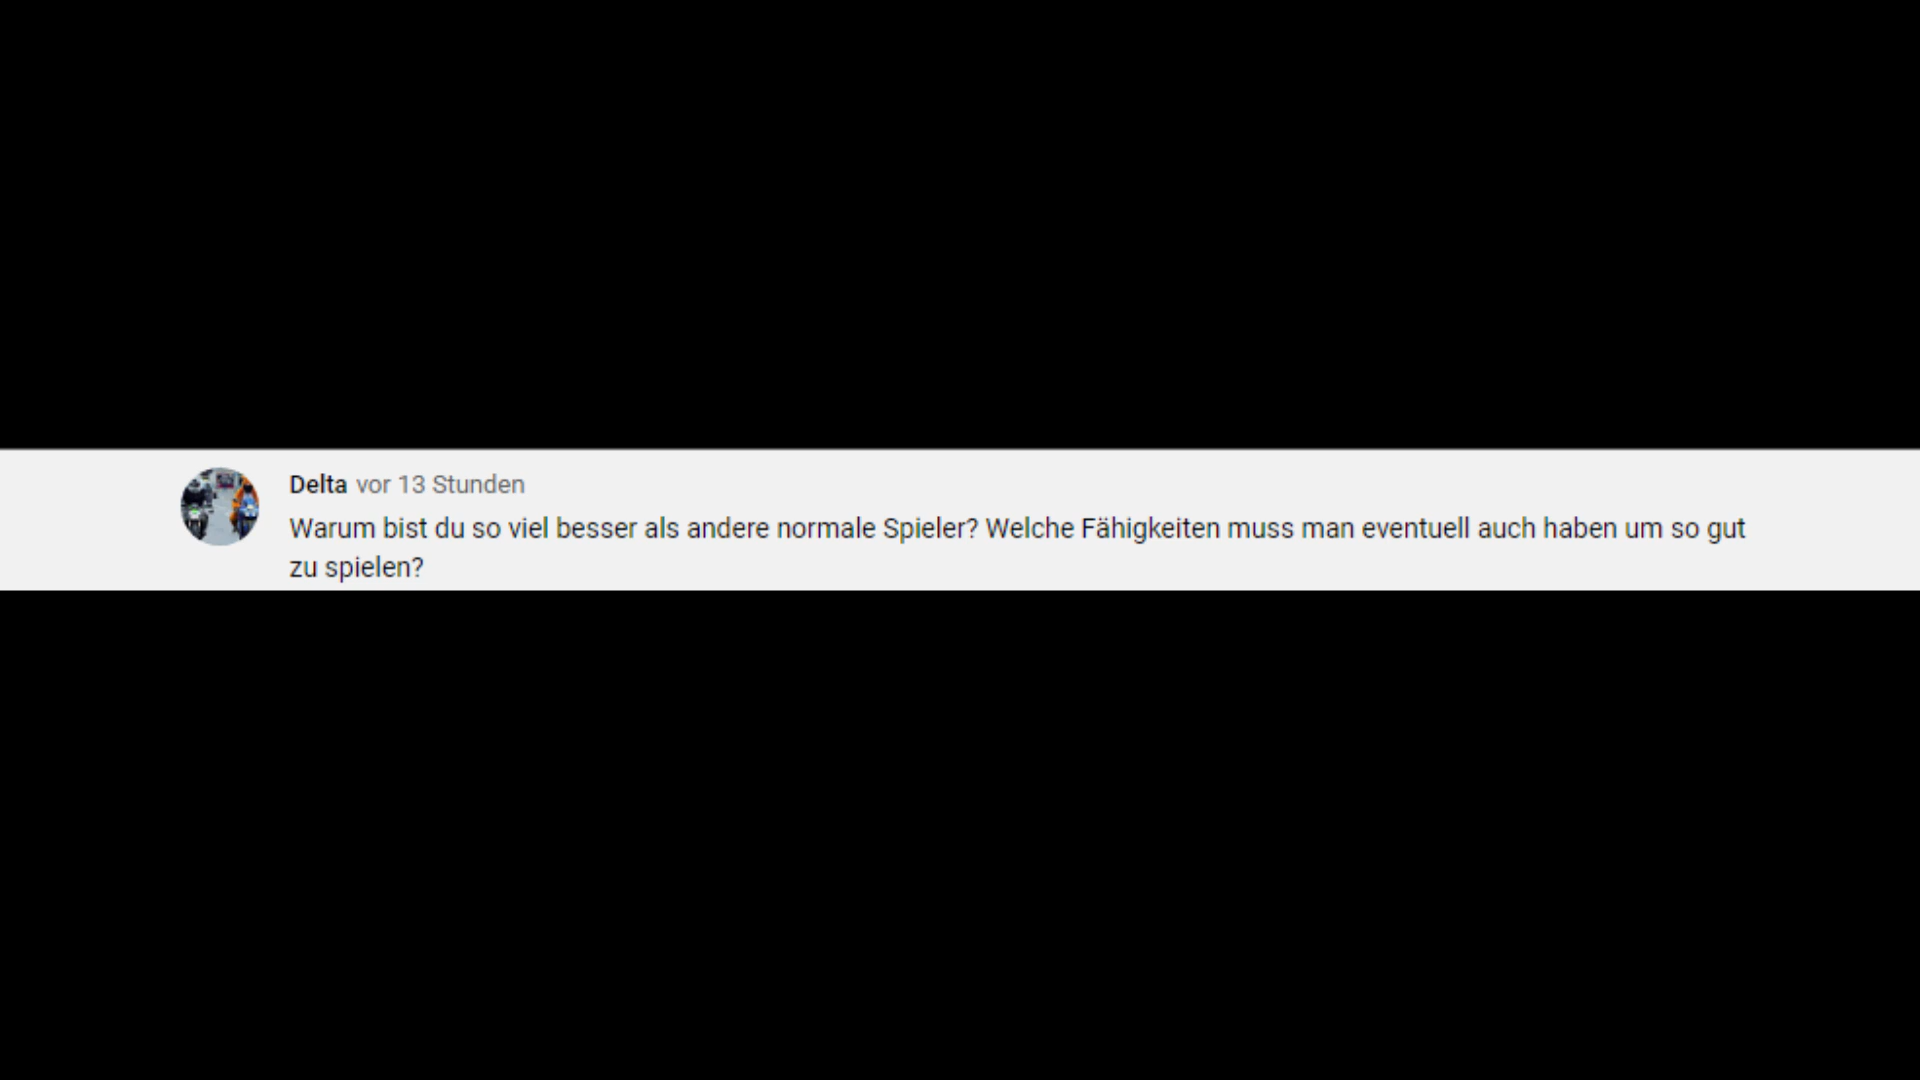 Delta vor 13 Stunden
Warum bist du so viel besser als andere normale Spieler? Welche Fähigkeiten muss man eventuell auch haben um so gut
zu spielen?